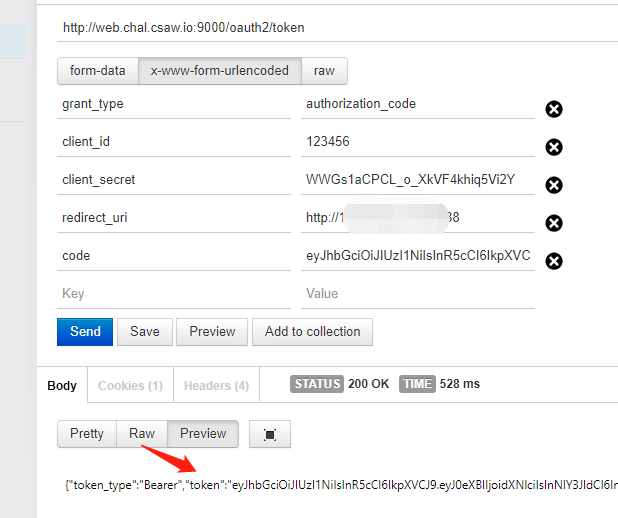 http://web.chal.csaw.io:9000/oauth2/token
form-data x-www-form-urlencoded raw
grant_type authorization_code
client_id 123456
client_secret WWGs1aCPCL_o_XkVF4khiq5Vi2Y
redirect_uri http://1 38
code eyJhbGciOiJIUzI1NiIsInR5cCI6IkpXVC
Key Value
Send Save Preview Add to collection
Body Cookies (1) Headers (4) STATUS 200 OK TIME 528 ms
Pretty Raw Preview
{"token_type":"Bearer","token":"eyJhbGciOiJIUzI1NiIsInR5cCI6IkpXVCJ9.eyJ0eXBlIjoidXNlciIsInNlY3JldCI6In